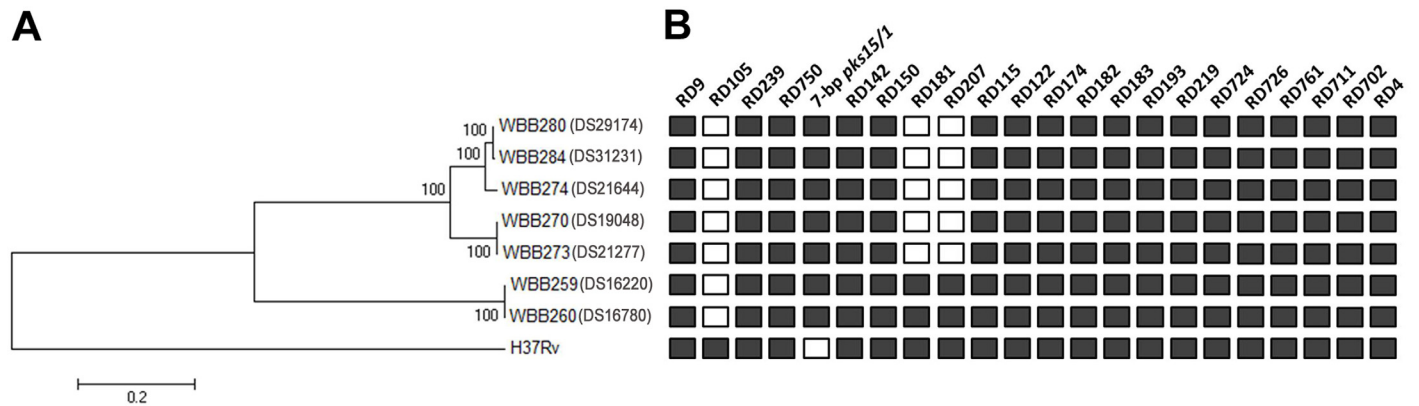 A
B
RD9 RD105 RD239 RD750 7-bp pks15/1 RD142 RD150 RD181 RD207 RD115 RD122 RD174 RD182 RD183 RD193 RD219 RD724 RD726 RD761 RD711 RD702 RD4
100 WBB280 (DS29174)
100 WBB284 (DS31231)
100 WBB274 (DS21644)
WBB270 (DS19048)
100 WBB273 (DS21277)
WBB259 (DS16220)
100 WBB260 (DS16780)
H37Rv
0.2